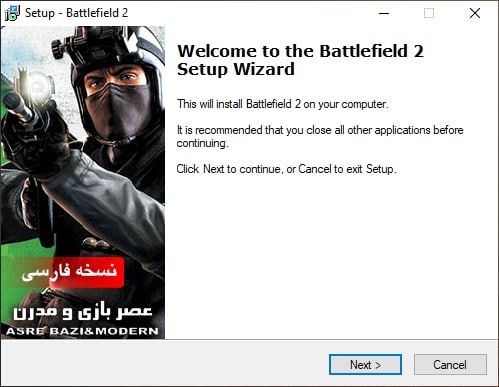 Setup - Battlefield 2
Welcome to the Battlefield 2
Setup Wizard
This will install Battlefield 2 on your computer.
It is recommended that you close all other applications before
continuing.
Click Next to continue, or Cancel to exit Setup.
نسخه فارسی
عصر بازی و مدرن
ASRE BAZI&MODERN
Next >
Cancel